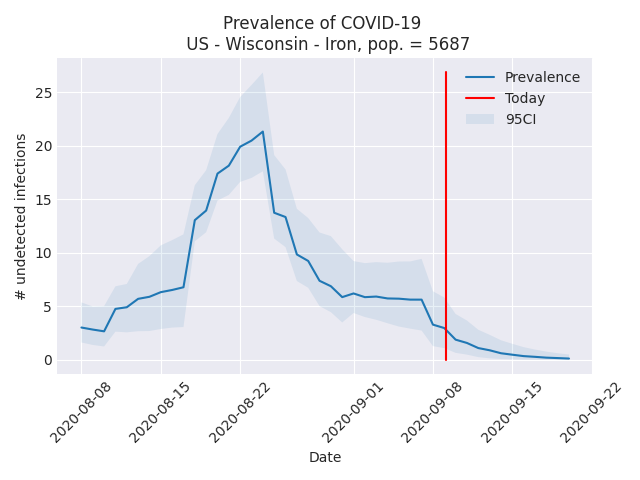 Prevalence of COVID-19
US - Wisconsin - Iron, pop. = 5687
Prevalence
Today
95CI
25
20
15
10
5
0
# undetected infections
2020-08-08
2020-08-15
2020-08-22
2020-09-01
2020-09-08
2020-09-15
2020-09-22
Date